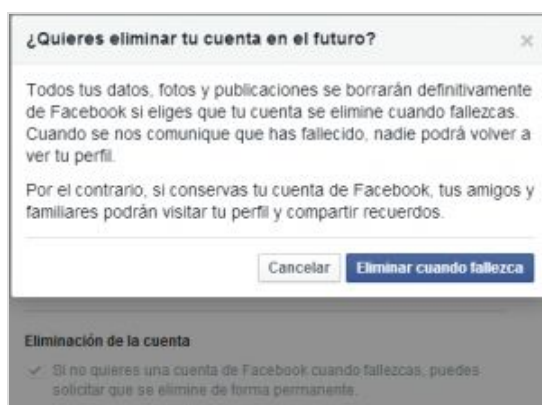 ¿Quieres eliminar tu cuenta en el futuro?
Todos tus datos, fotos y publicaciones se borrarán definitivamente
de Facebook si eliges que tu cuenta se elimine cuando fallezcas.
Cuando se nos comunique que has fallecido, nadie podrá volver a
ver tu perfil.
Por el contrario, si conservas tu cuenta de Facebook, tus amigos y
familiares podrán visitar tu perfil y compartir recuerdos.
Cancelar Eliminar cuando fallezca
Eliminación de la cuenta
Si no quieres una cuenta de Facebook cuando fallezcas, puedes
solicitar que se elimine de forma permanente.